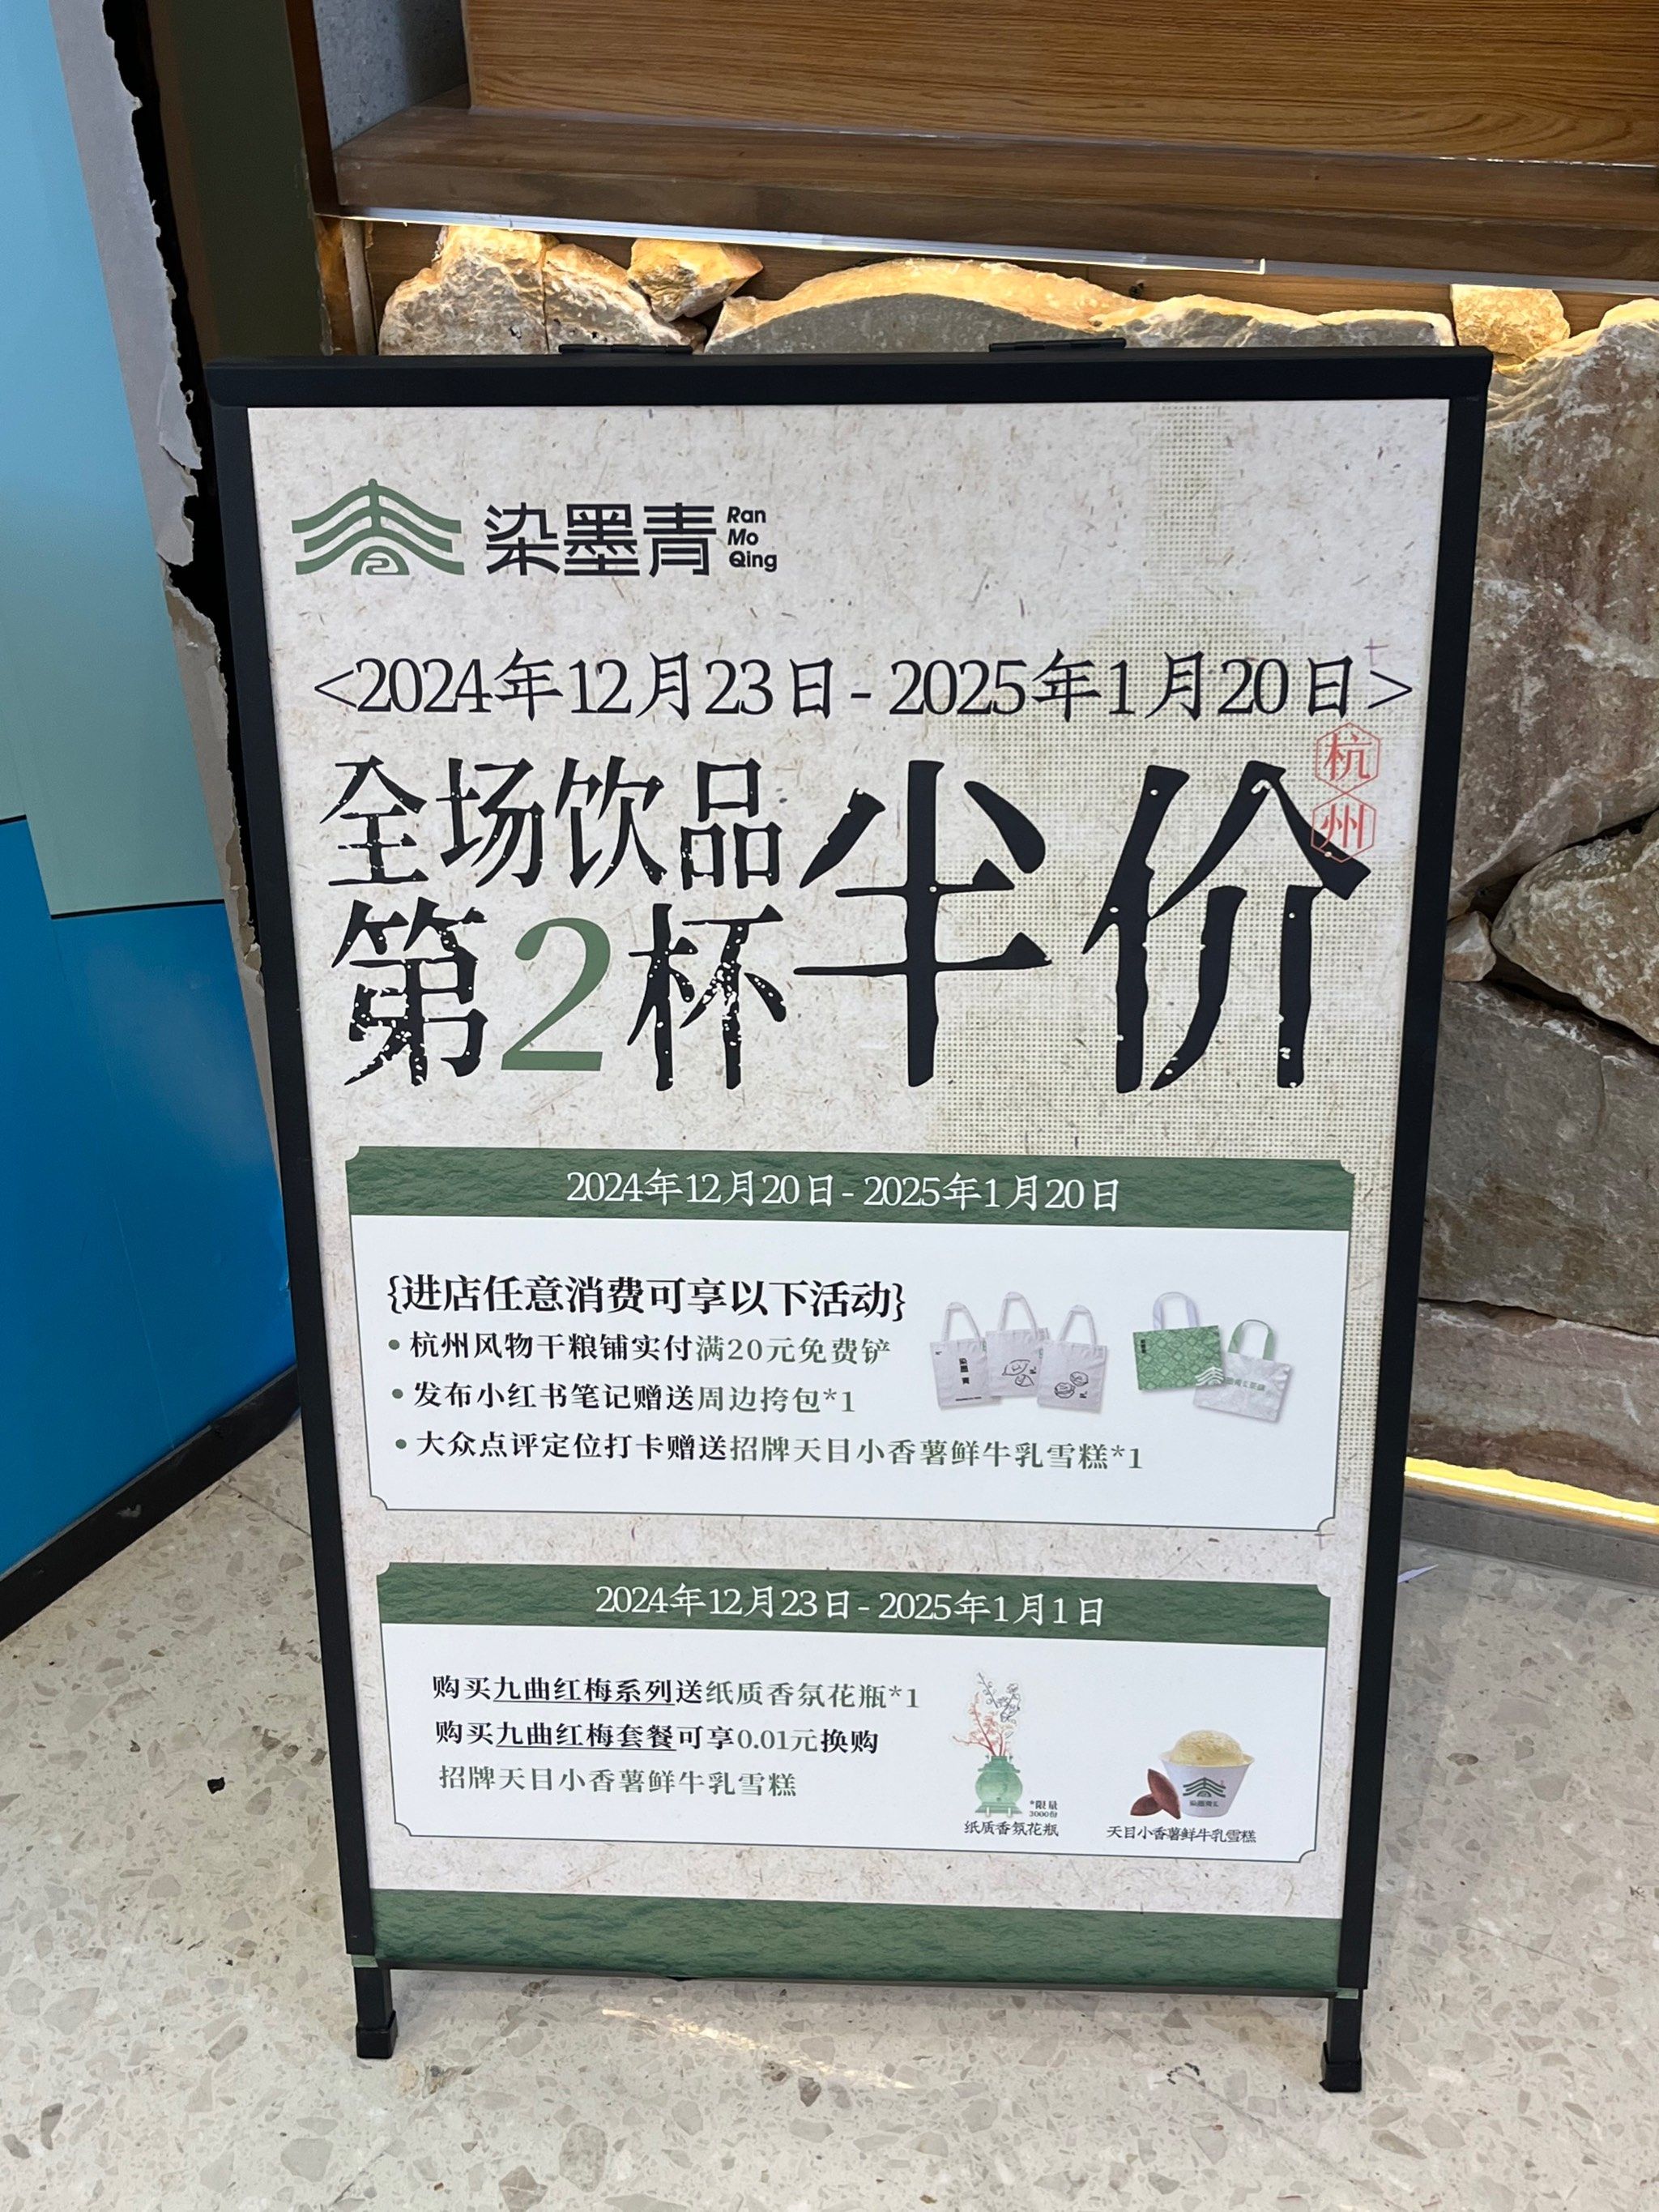 染墨青
Ran
Mo
Qing
<2024年12月23日-2025年1月20日>
杭州
全场饮品
第2杯
半价
2024年12月20日-2025年1月20日
{进店任意消费可享以下活动}
•杭州风物干粮铺实付满20元免费铲
•发布小红书笔记赠送周边挎包*1
•大众点评定位打卡赠送招牌天目小香薯鲜牛乳雪糕*1
染墨青
2024年12月23日-2025年1月1日
购买九曲红梅系列送纸质香氛花瓶*1
购买九曲红梅套餐可享0.01元换购
招牌天目小香薯鲜牛乳雪糕
*限量
3000份
纸质香氛花瓶
天目小香薯鲜牛乳雪糕